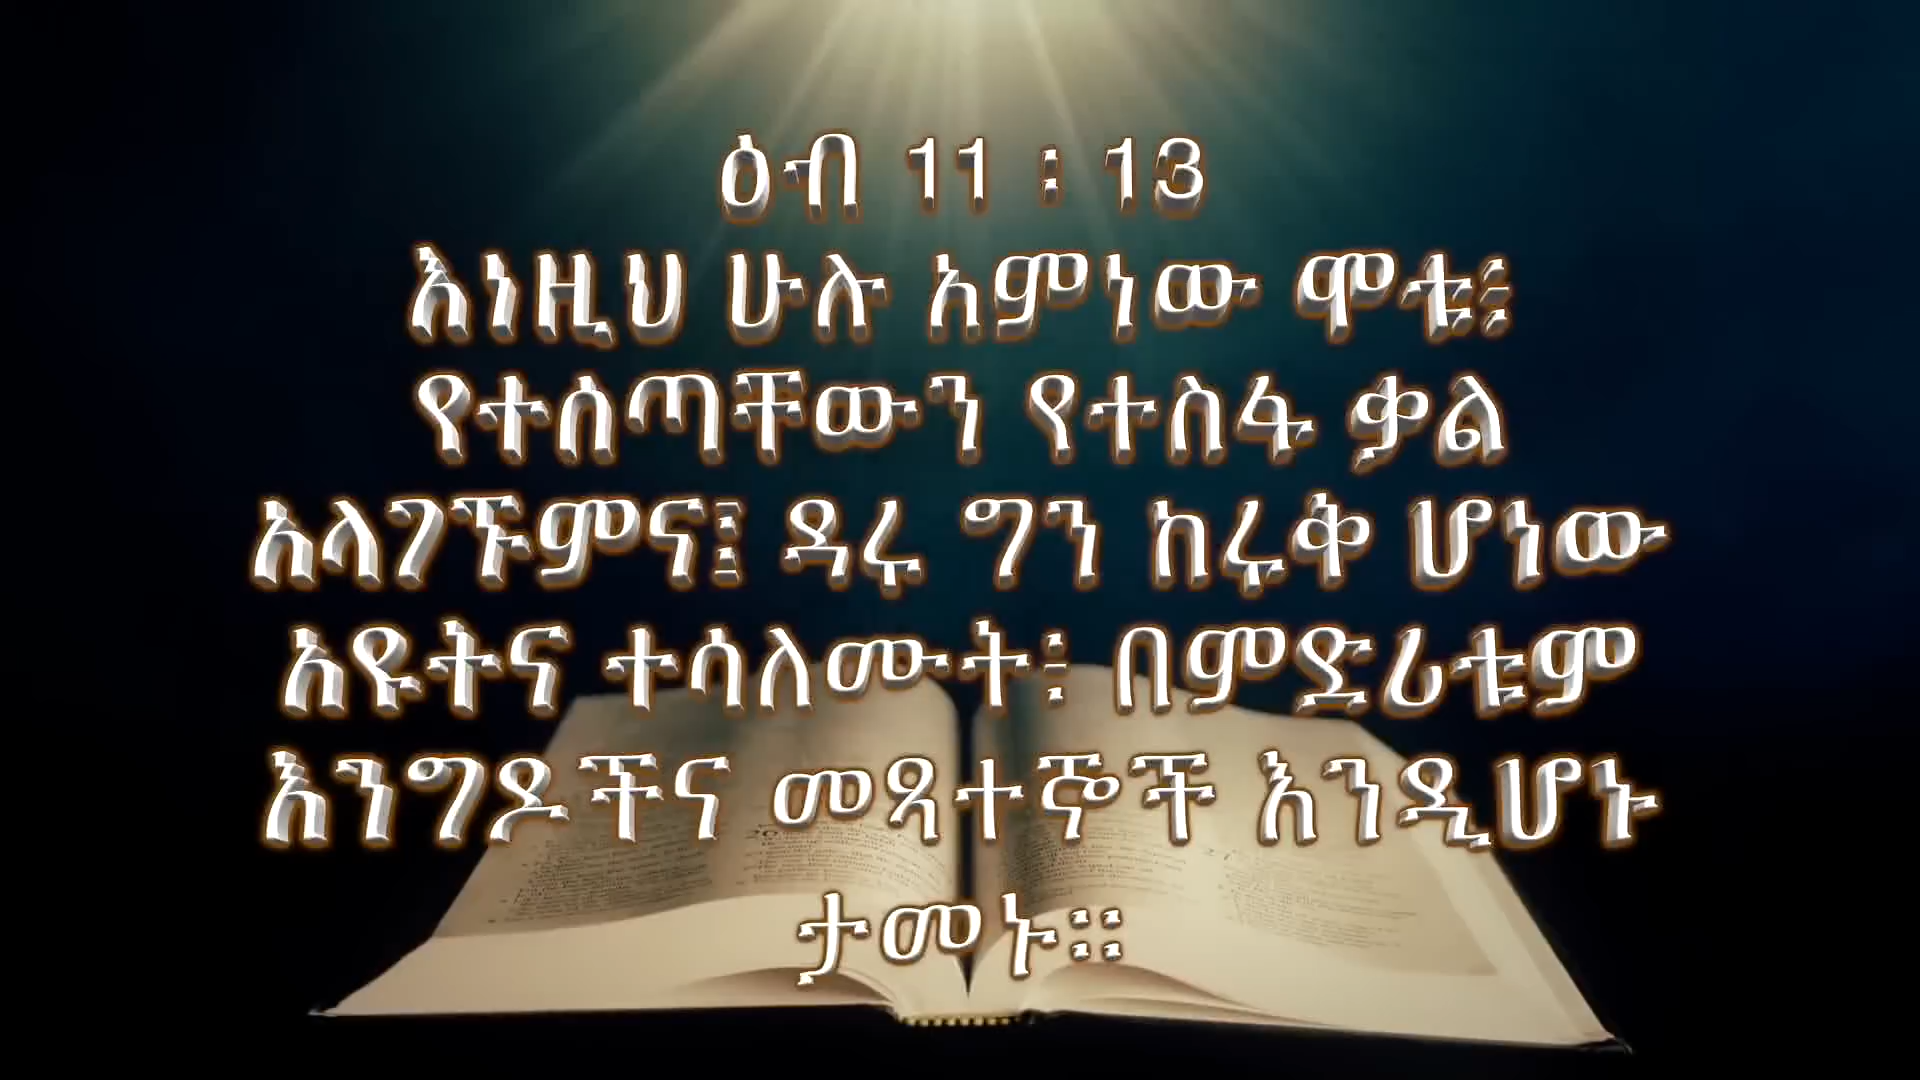 ዕብ 11 ፥ 13
እነዚህ ሁሉ አምነው ሞቱ፥
የተሰጣቸውን የተስፋ ቃል
አላገኙምና፤ ዳሩ ግን ከሩቅ ሆነው
አዩትና ተሳለሙት፥ በምድሪቱም
እንግዶችና መጻተኞች እንዲሆኑ
ታመኑ።